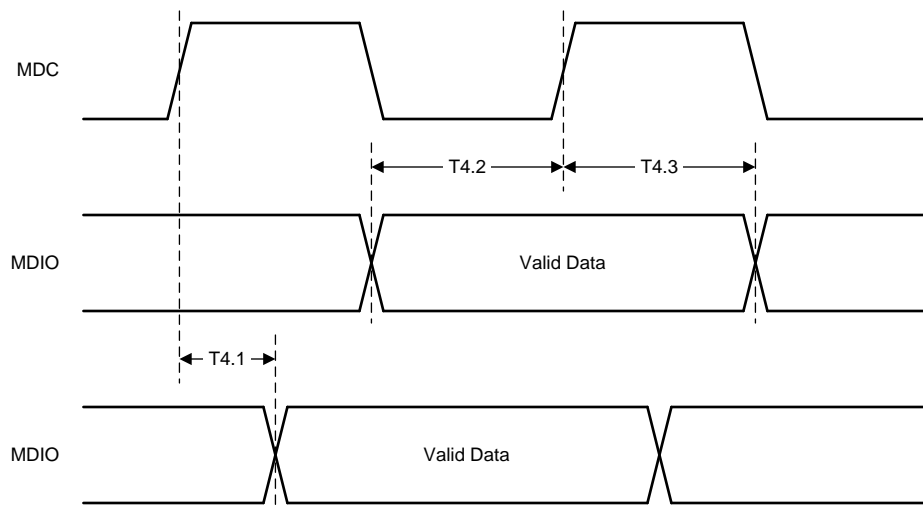 MDC
T4.2
T4.3
MDIO
Valid Data
T4.1
MDIO
Valid Data